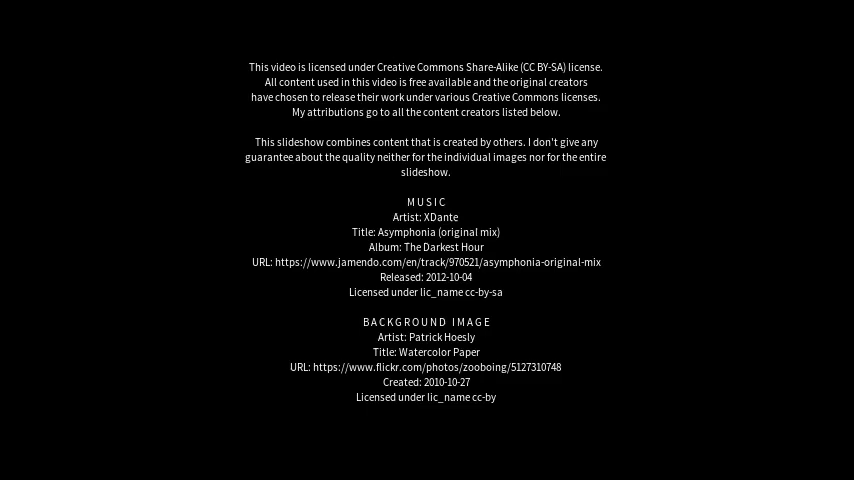 This video is licensed under Creative Commons Share-Alike (CC BY-SA) license.
All content used in this video is free available and the original creators
have chosen to release their work under various Creative Commons licenses.
My attributions go to all the content creators listed below.
This slideshow combines content that is created by others. I don't give any
guarantee about the quality neither for the individual images nor for the entire
slideshow.
MUSIC
Artist: XDante
Title: Asymphonia (original mix)
Album: The Darkest Hour
URL: https://www.jamendo.com/en/track/970521/asymphonia-original-mix
Released: 2012-10-04
Licensed under lic_name cc-by-sa
BACKGROUND IMAGE
Artist: Patrick Hoesly
Title: Watercolor Paper
URL: https://www.flickr.com/photos/zooboing/5127310748
Created: 2010-10-27
Licensed under lic_name cc-by